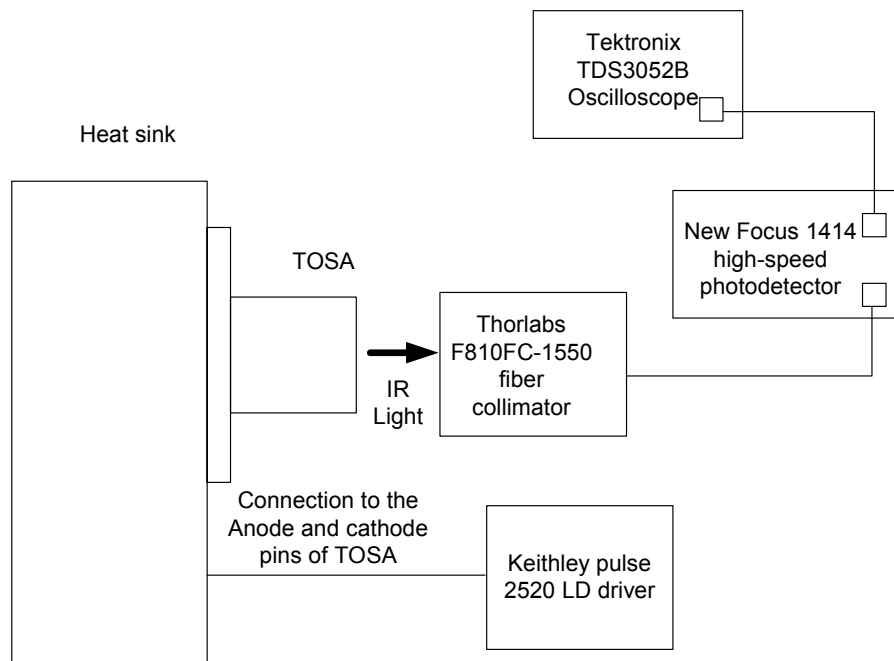 Tektronix
TDS3052B
Oscilloscope
Heat sink
New Focus 1414
high-speed
photodetector
TOSA
Thorlabs
F810FC-1550
fiber
collimator
IR
Light
Connection to the
Anode and cathode
pins of TOSA
Keithley pulse
2520 LD driver